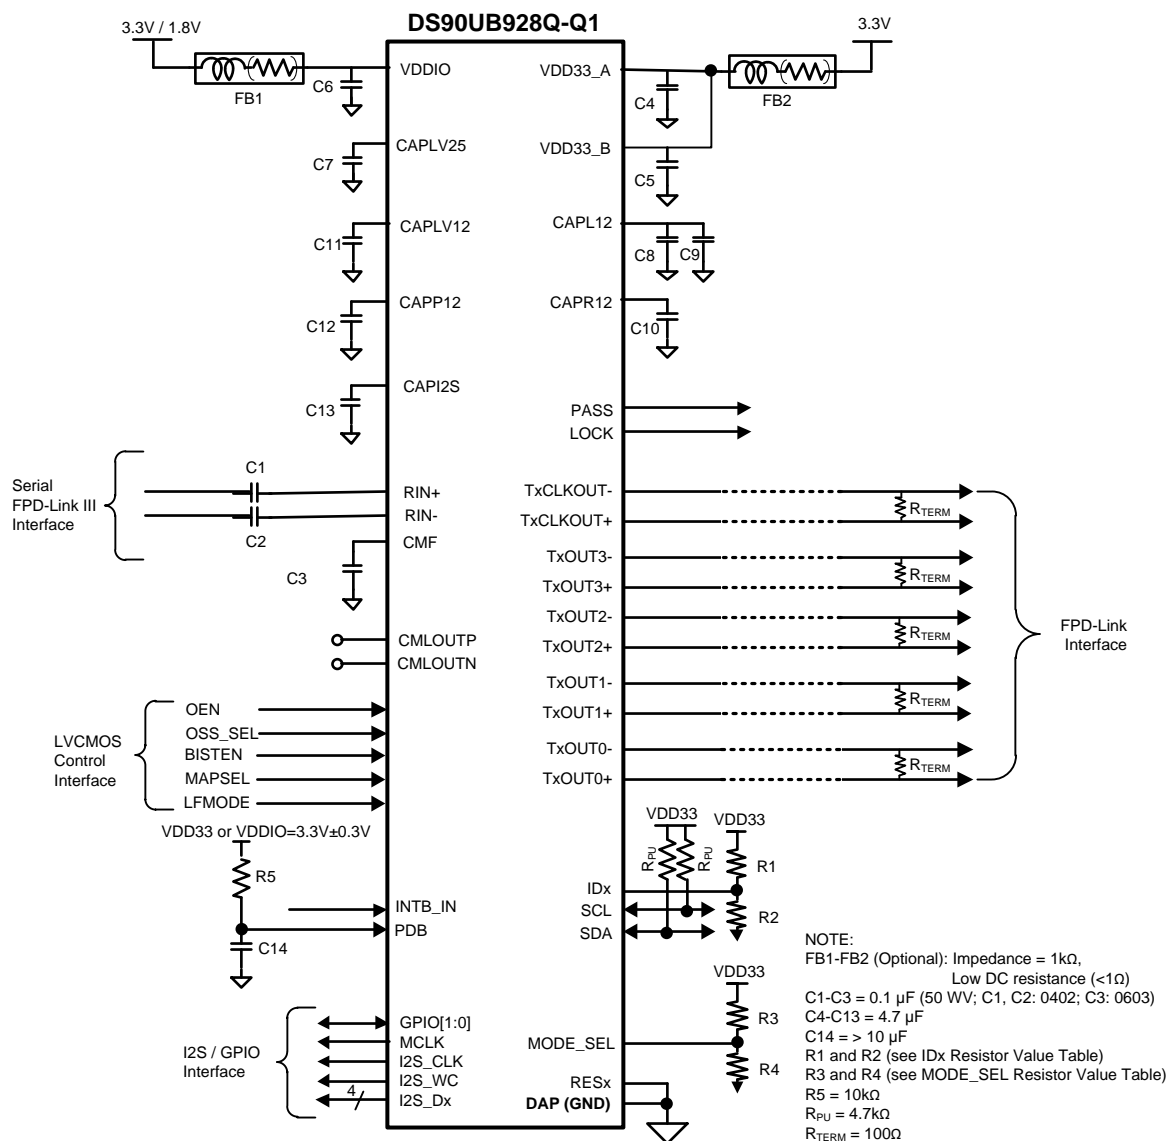 DS90UB928Q-Q1
3.3V / 1.8V
3.3V
VDDIO
VDD33_A
FB1
C6
C4
FB2
CAPLV25
VDD33_B
C7
C5
CAPLV12
CAPL12
C11
C8
C9
CAPP12
CAPR12
C12
C10
CAPI2S
C13
PASS
LOCK
Serial
FPD-Link III
Interface
C1
RIN+
RIN-
C2
CMF
C3
CMLOUTP
CMLOUTN
TxCLKOUT-
RTERM
TxCLKOUT+
TxOUT3-
RTERM
TxOUT3+
TxOUT2-
RTERM
TxOUT2+
TxOUT1-
RTERM
TxOUT1+
TxOUT0-
RTERM
TxOUT0+
FPD-Link
Interface
LVCMOS
Control
Interface
OEN
OSS_SEL
BISTEN
MAPSEL
LFMODE
VDD33 or VDDIO=3.3V±0.3V
R5
INTB_IN
PDB
C14
VDD33
VDD33
RPU
RPU
R1
IDx
SCL
R2
SDA
VDD33
R3
MODE_SEL
R4
I2S / GPIO
Interface
GPIO[1:0]
MCLK
I2S_CLK
I2S_WC
4
I2S_Dx
RESx
DAP (GND)
NOTE:
FB1-FB2 (Optional): Impedance = 1kΩ,
Low DC resistance (<1Ω)
C1-C3 = 0.1 µF (50 WV; C1, C2: 0402; C3: 0603)
C4-C13 = 4.7 µF
C14 = > 10 µF
R1 and R2 (see IDx Resistor Value Table)
R3 and R4 (see MODE_SEL Resistor Value Table)
R5 = 10kΩ
RPU = 4.7kΩ
RTERM = 100Ω